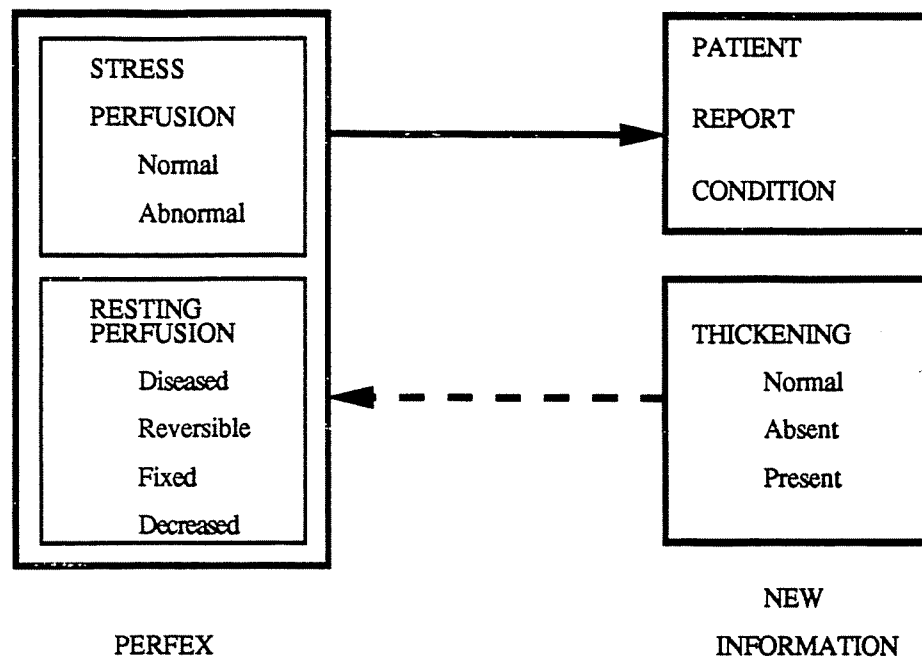 STRESS
PERFUSION
Normal
Abnormal
RESTING
PERFUSION
Diseased
Reversible
Fixed
Decreased
PERFEX
PATIENT
REPORT
CONDITION
THICKENING
Normal
Absent
Present
NEW
INFORMATION